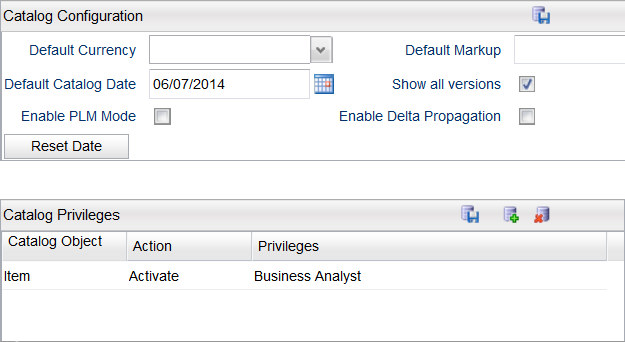 Catalog Configuration
Default Currency Default Markup
Default Catalog Date 06/07/2014 Show all versions
Enable PLM Mode Enable Delta Propagation
Reset Date
Catalog Privileges
Catalog Object Action Privileges
Item Activate Business Analyst